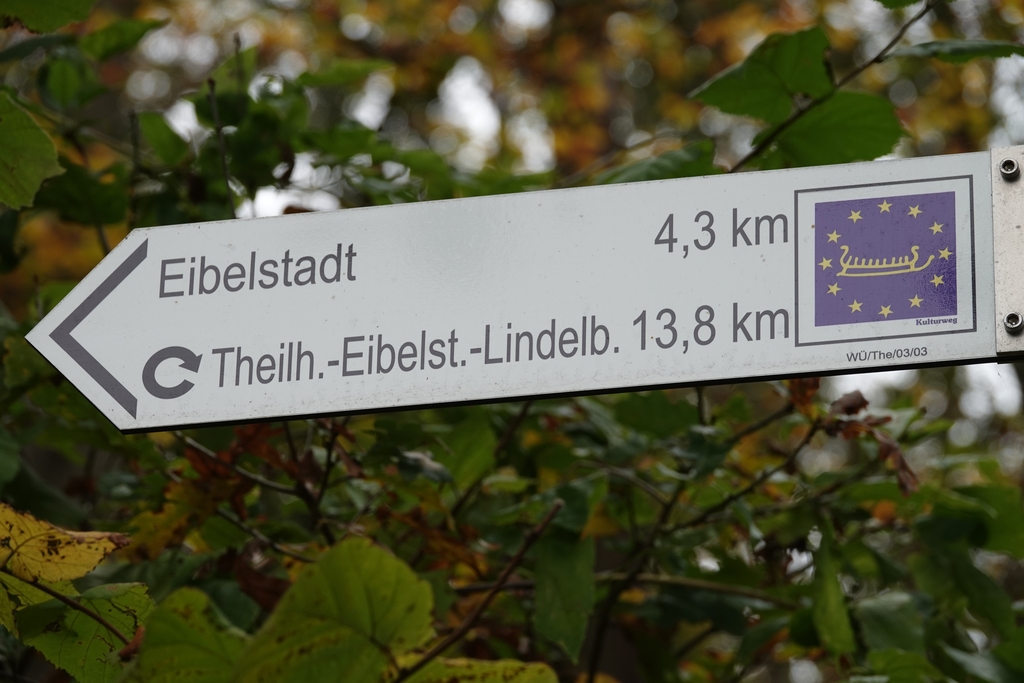 Eibelstadt 4,3 km
Theilh.-Eibelst.-Lindelb. 13,8 km
Kulturweg
WÜ/The/03/03